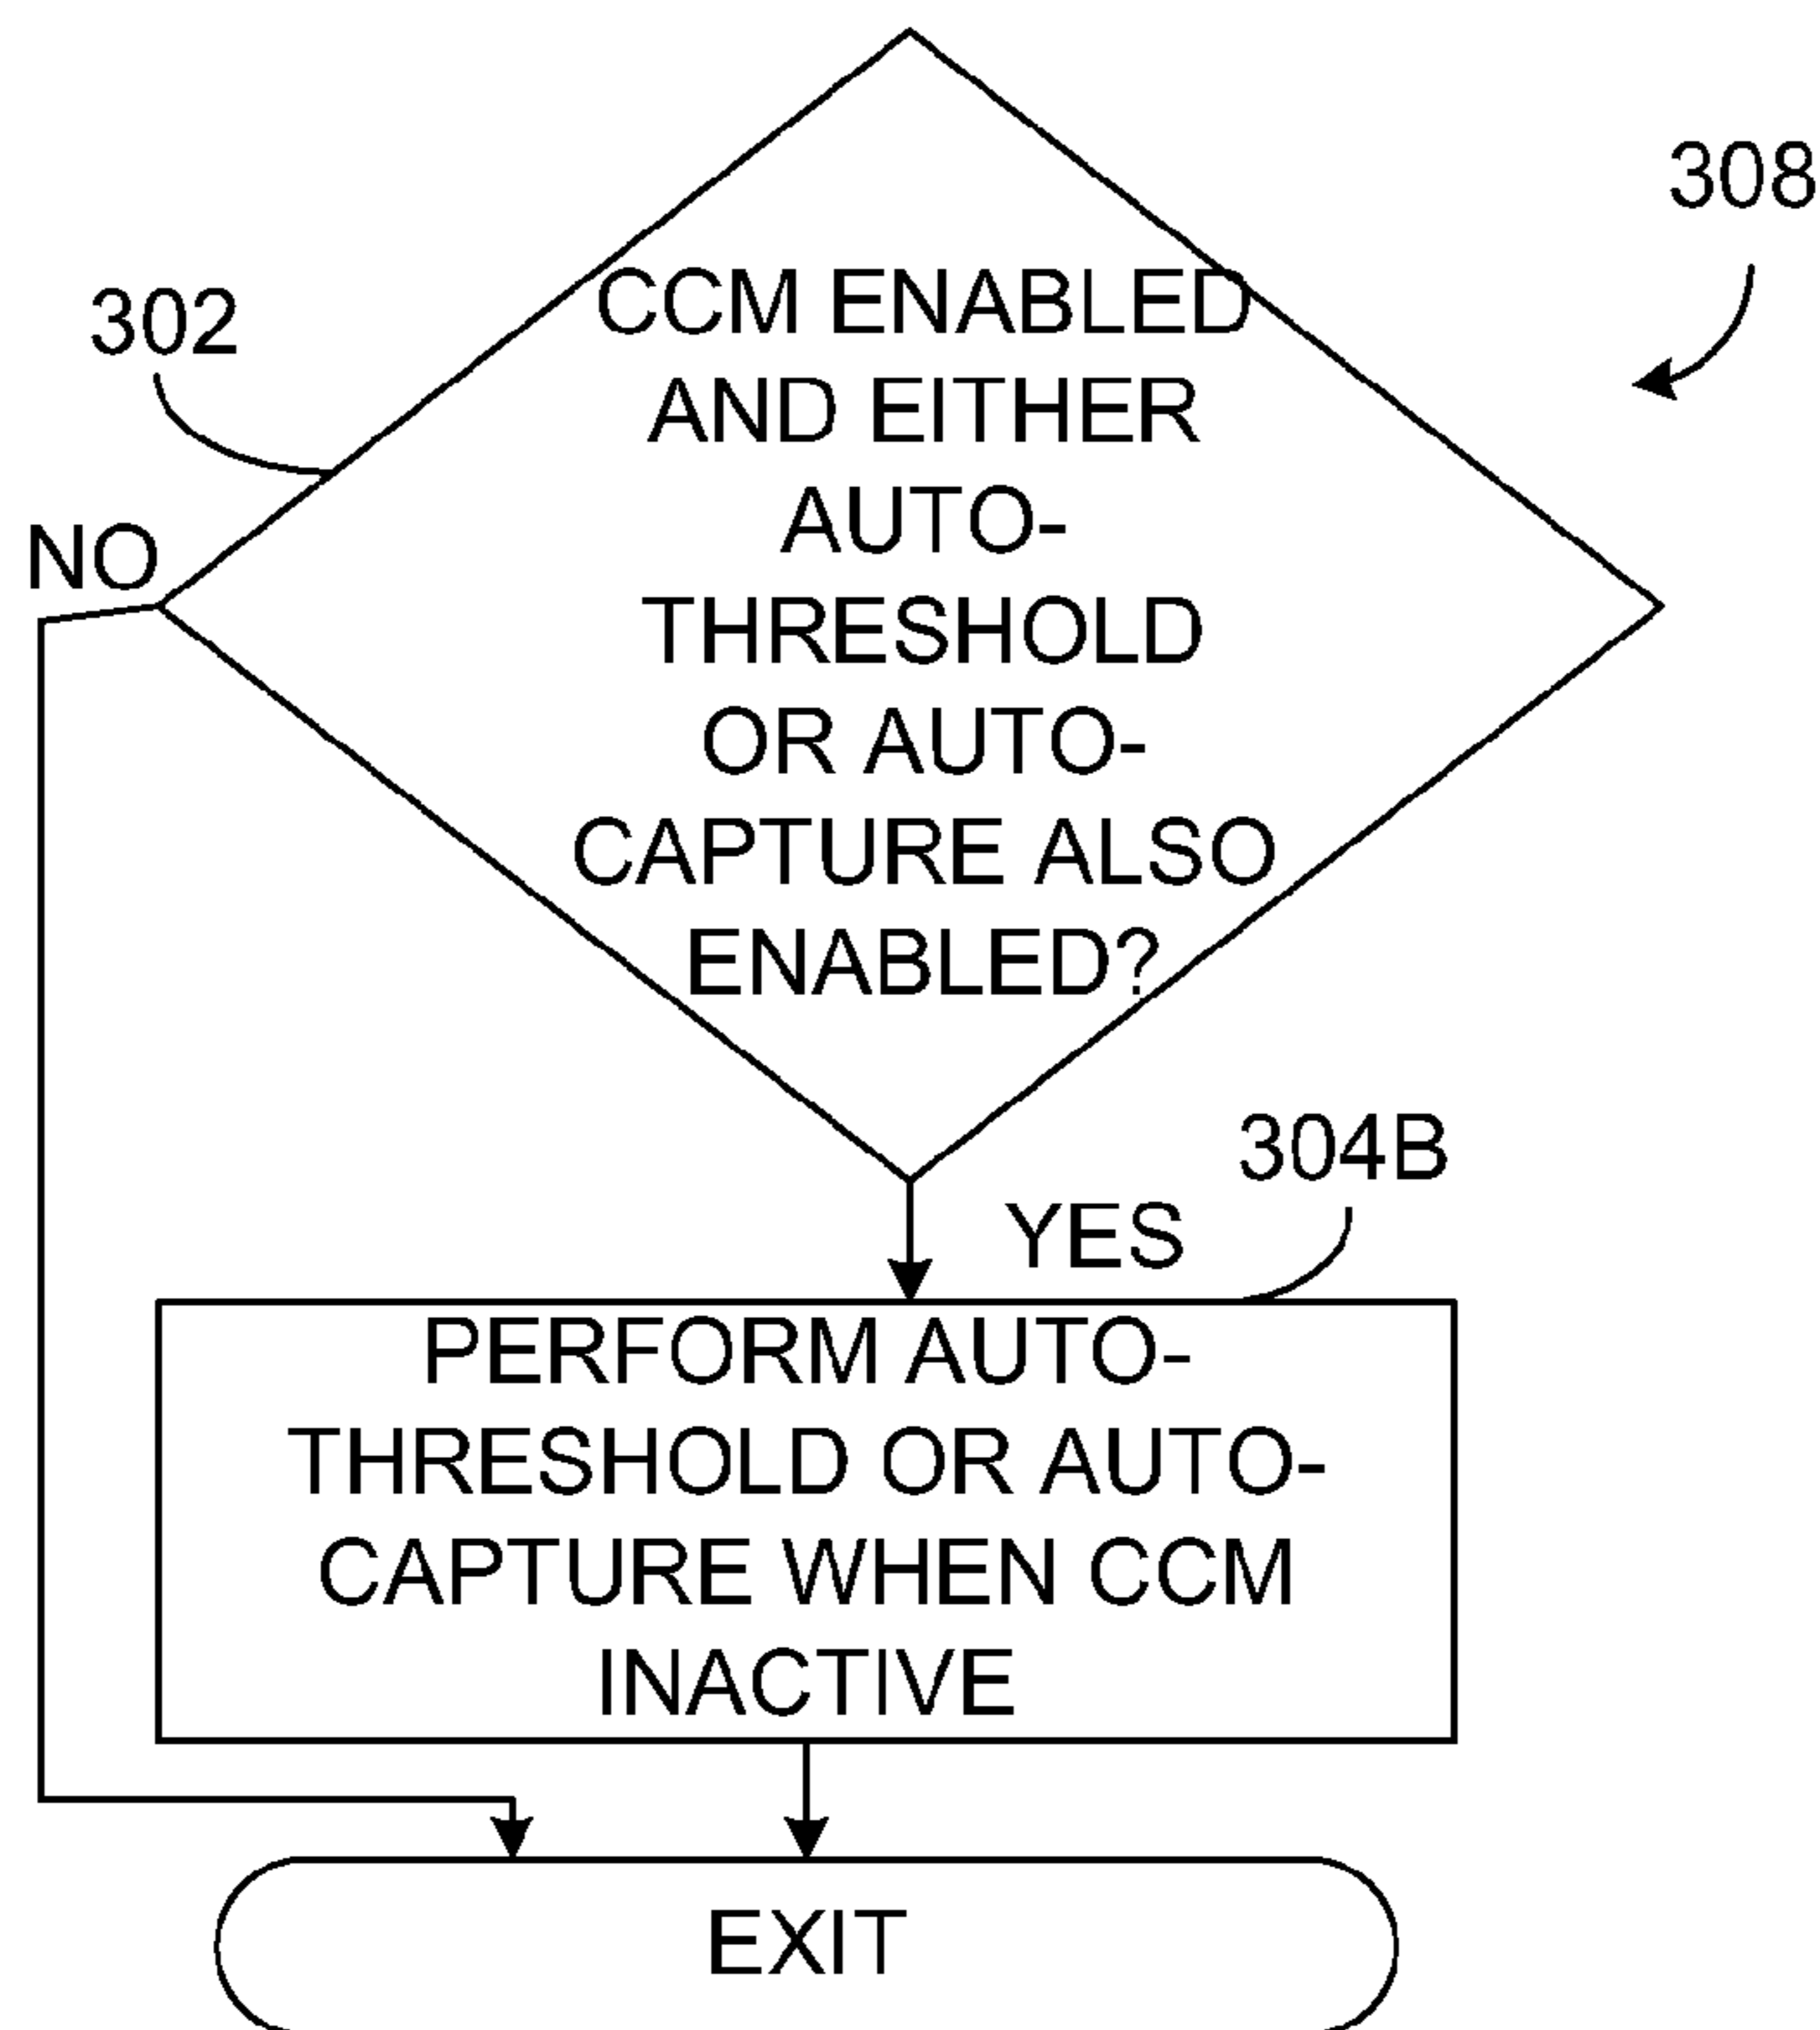 308
302
CCM ENABLED
AND EITHER
AUTO-
THRESHOLD
OR AUTO-
CAPTURE ALSO
ENABLED?
NO
YES
304B
PERFORM AUTO-
THRESHOLD OR AUTO-
CAPTURE WHEN CCM
INACTIVE
EXIT